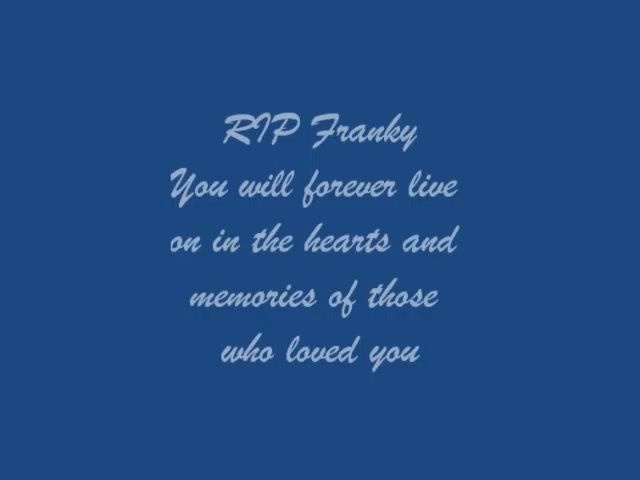 RIP Franky
You will forever live
on in the hearts and
memories of those
who loved you